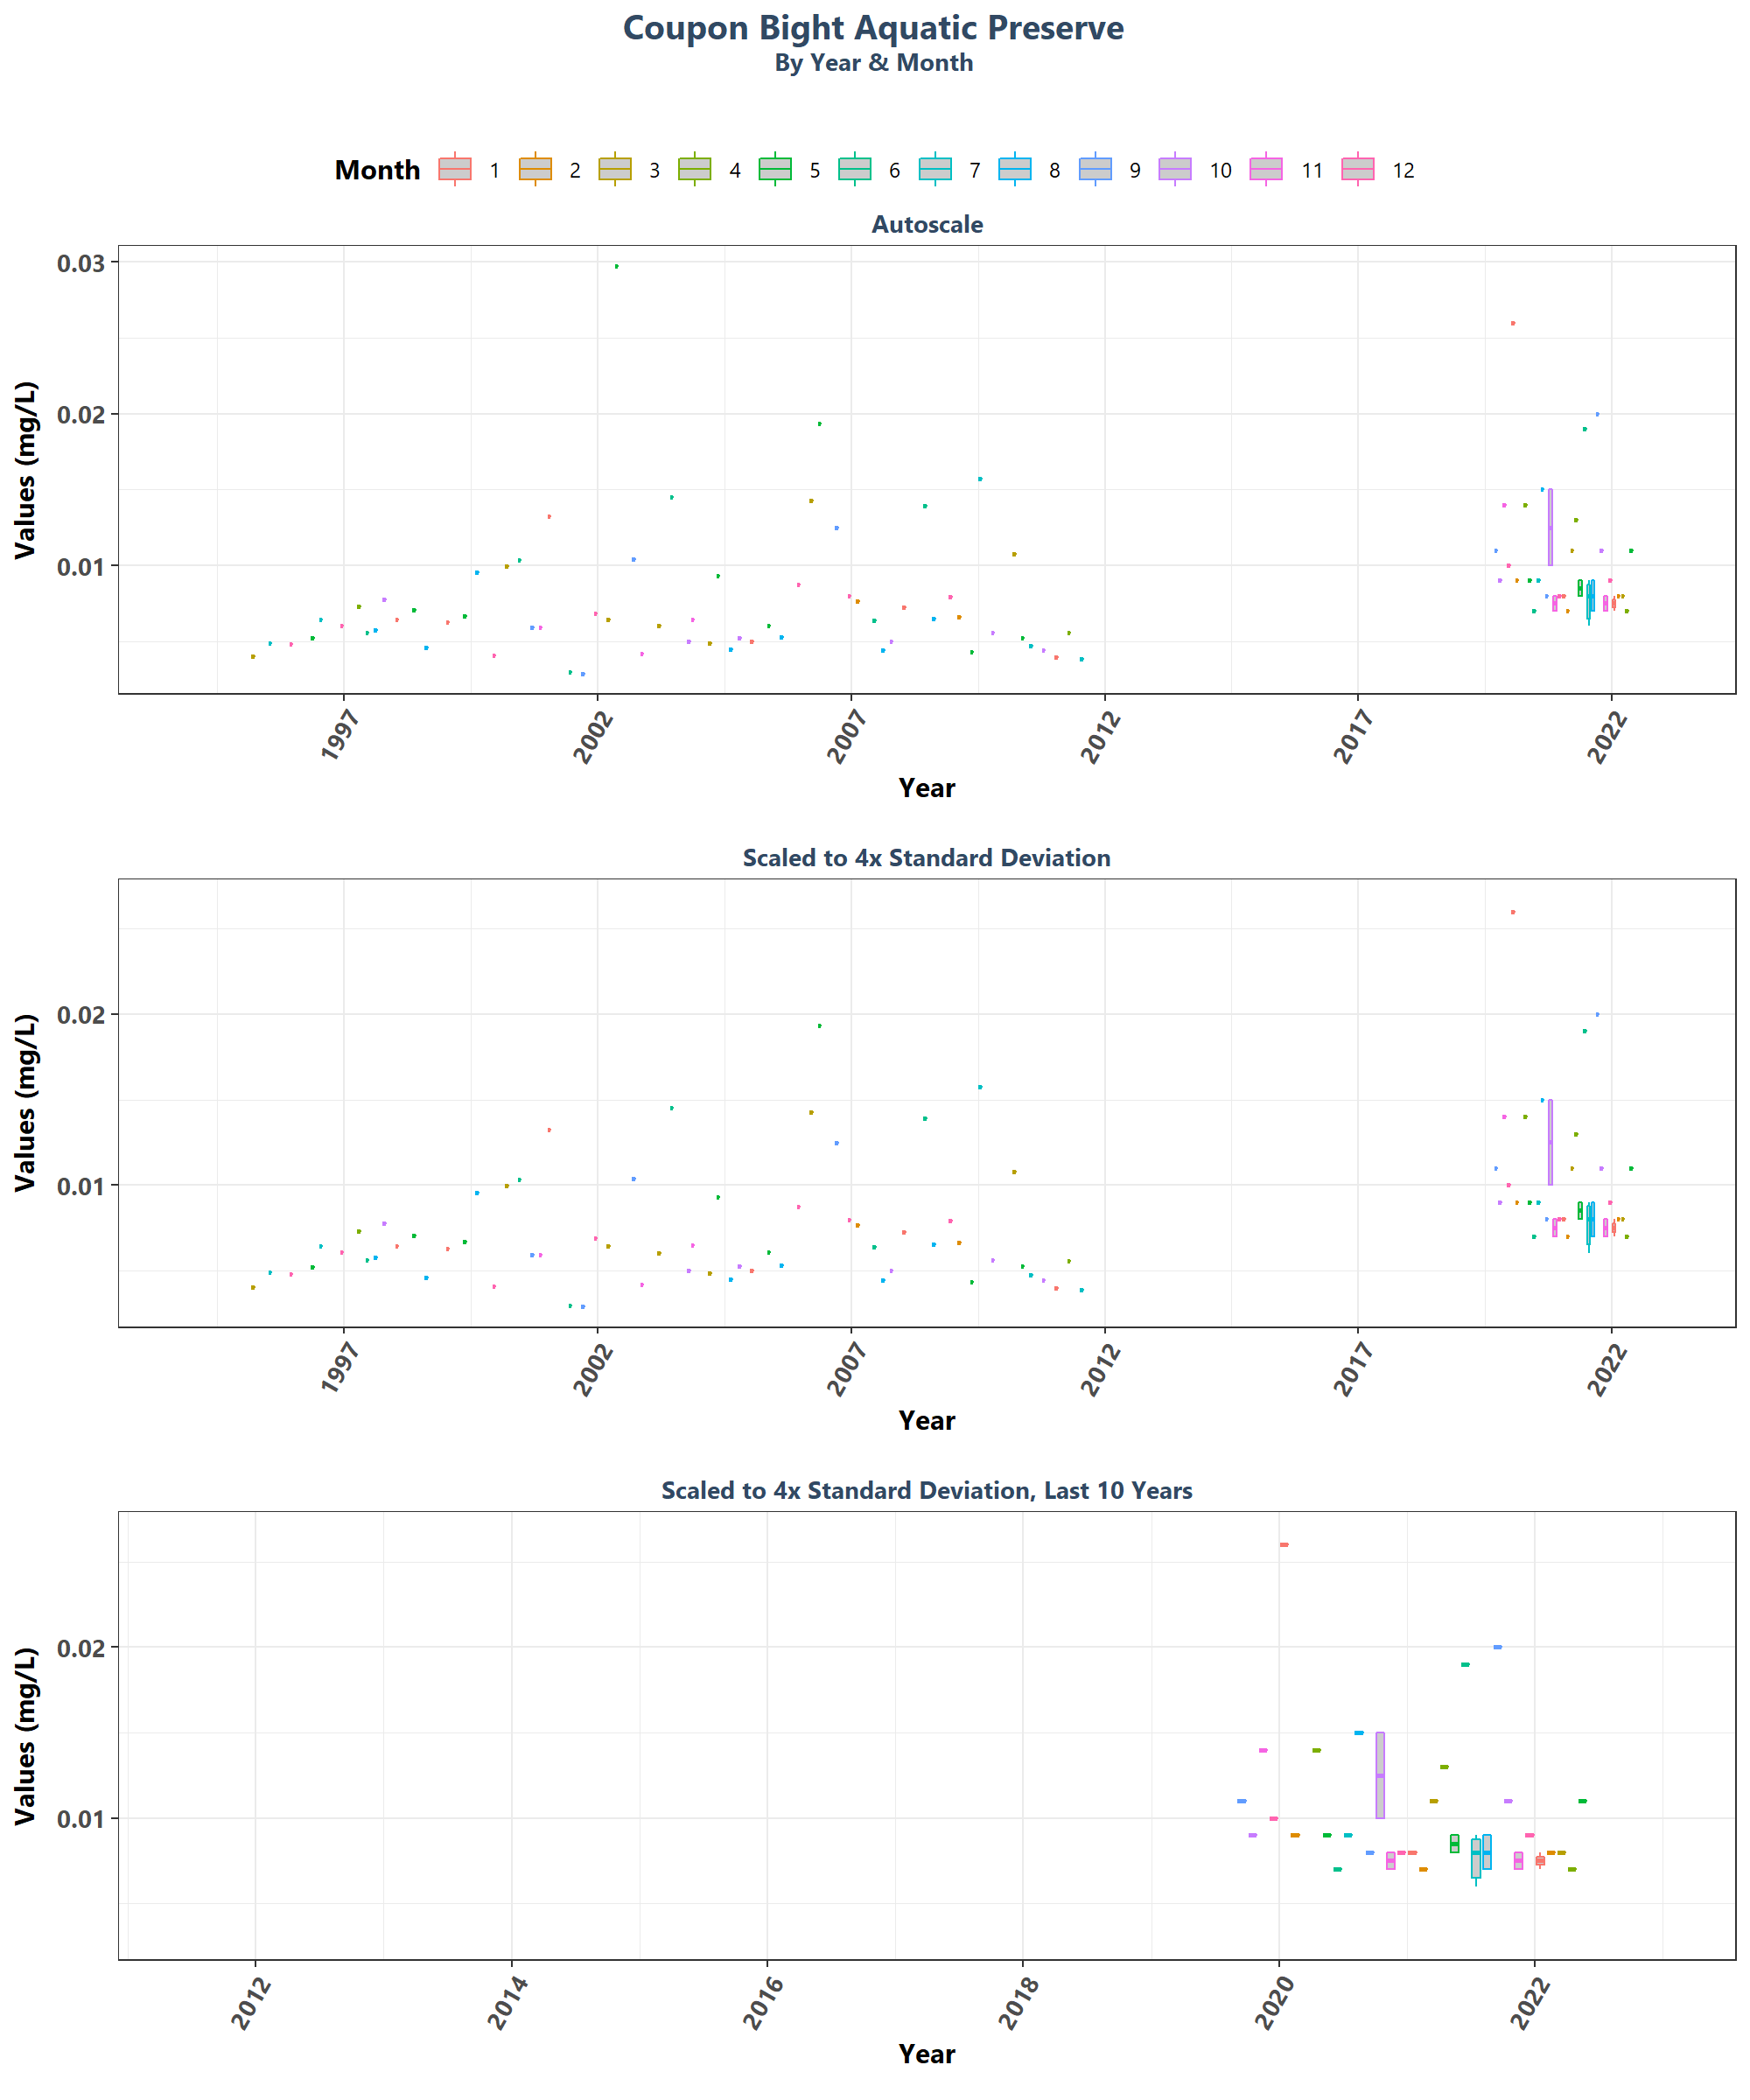 Coupon Bight Aquatic Preserve
By Year & Month
Month 1 2 3 4 5 6 7 8 9 10 11 12
Autoscale
Values (mg/L)
0.03
0.02
0.01
1997 2002 2007 2012 2017 2022
Year
Scaled to 4x Standard Deviation
Values (mg/L)
0.02
0.01
1997 2002 2007 2012 2017 2022
Year
Scaled to 4x Standard Deviation, Last 10 Years
Values (mg/L)
0.02
0.01
2012 2014 2016 2018 2020 2022
Year